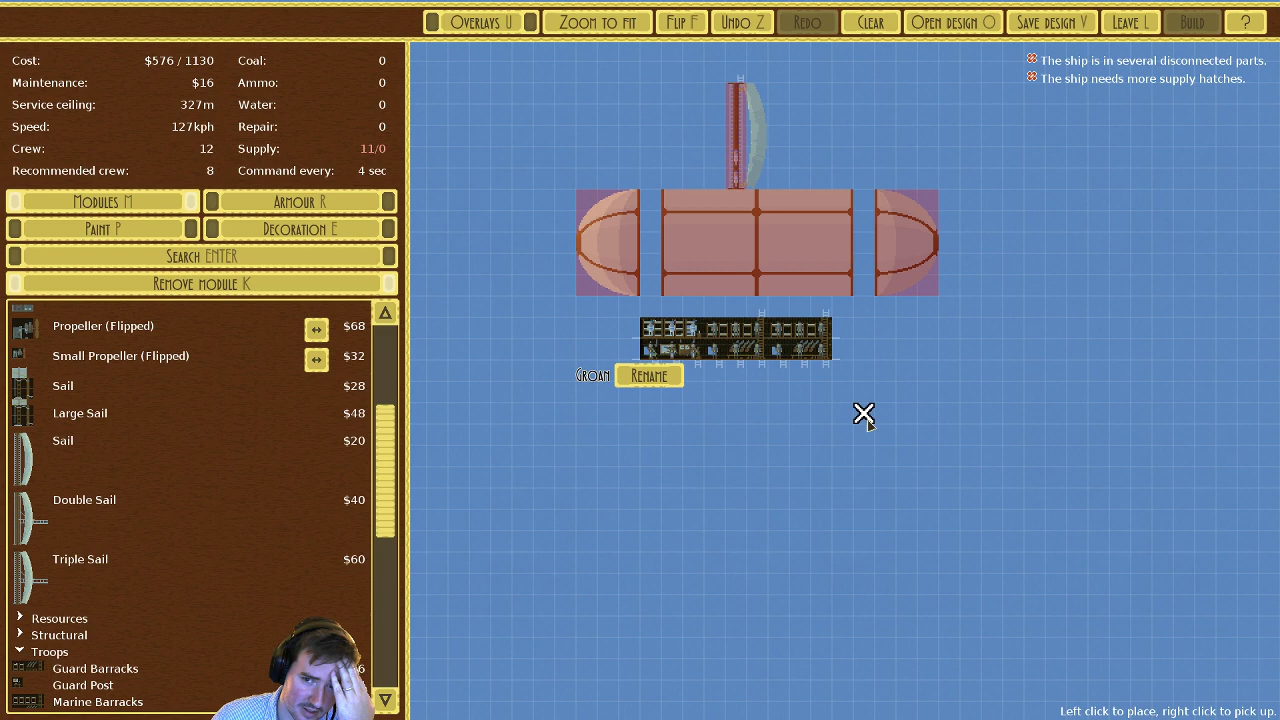 Overlays U
Zoom to fit
Flip F
Undo Z
Redo
Clear
Open design O
Save design V
Leave L
Build
?
Cost: $576 / 1130 Coal: 0
Maintenance: $16 Ammo: 0
Service ceiling: 327m Water: 0
Speed: 127kph Repair: 0
Crew: 12 Supply: 11/0
Recommended crew: 8 Command every: 4 sec
Modules M
Armour R
Paint P
Decoration E
Search ENTER
Remove module K
Propeller (Flipped) $68
Small Propeller (Flipped) $32
Sail $28
Large Sail $48
Sail $20
Double Sail $40
Triple Sail $60
Resources
Structural
Troops
Guard Barracks
Guard Post
Marine Barracks
The ship is in several disconnected parts.
The ship needs more supply hatches.
Groan
Rename
Left click to place, right click to pick up.